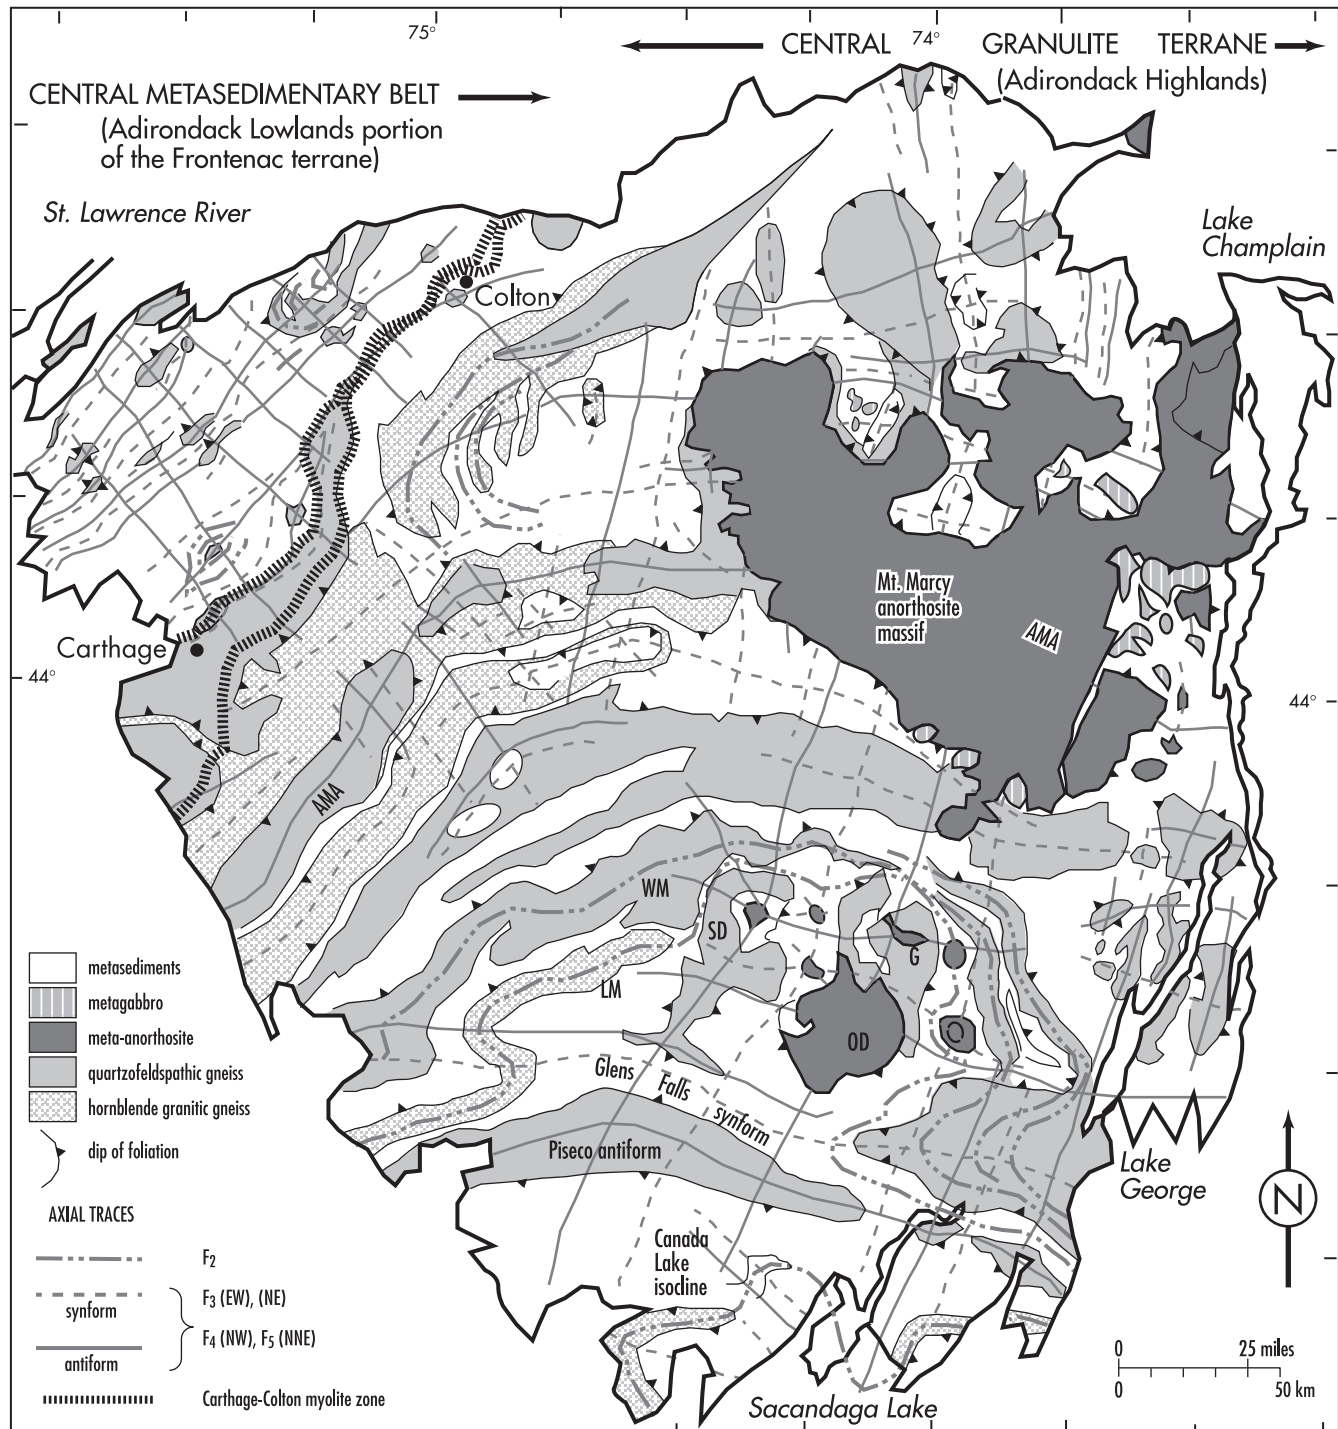 75°
74°
CENTRAL GRANULITE TERRANE
(Adirondack Highlands)
CENTRAL METASEDIMENTARY BELT
(Adirondack Lowlands portion
of the Frontenac terrane)
St. Lawrence River
Lake
Champlain
Colton
Mt. Marcy
anorthosite
massif
AMA
Carthage
44°
44°
AMA
WM
SD
G
LM
OD
Glens Falls synform
Piseco antiform
Canada
Lake
isocline
Lake
George
Sacandaga Lake
N
metasediments
metagabbro
meta-anorthosite
quartzofeldspathic gneiss
hornblende granitic gneiss
dip of foliation
AXIAL TRACES
F2
synform
F3 (EW), (NE)
F4 (NW), F5 (NNE)
antiform
Carthage-Colton myolite zone
0 25 miles
0 50 km